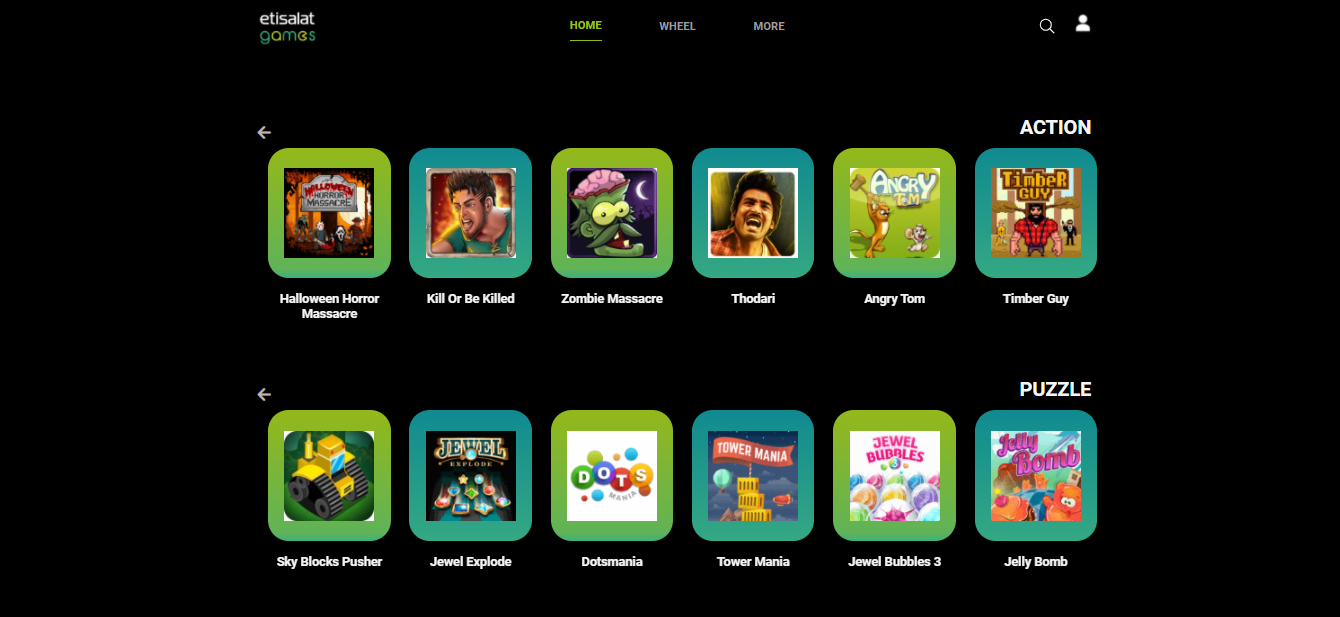 etisalat
games
HOME
WHEEL
MORE
ACTION
HALLOWEEN
HORROR
MASSACRE
ANGRY
TOM
TIMBER
GUY
Halloween Horror
Massacre
Kill Or Be Killed
Zombie Massacre
Thodari
Angry Tom
Timber Guy
PUZZLE
JEWEL
EXPLODE
DOTS
MANIA
TOWER MANIA
JEWEL
BUBBLES
3
Jelly
Bomb
Sky Blocks Pusher
Jewel Explode
Dotsmania
Tower Mania
Jewel Bubbles 3
Jelly Bomb